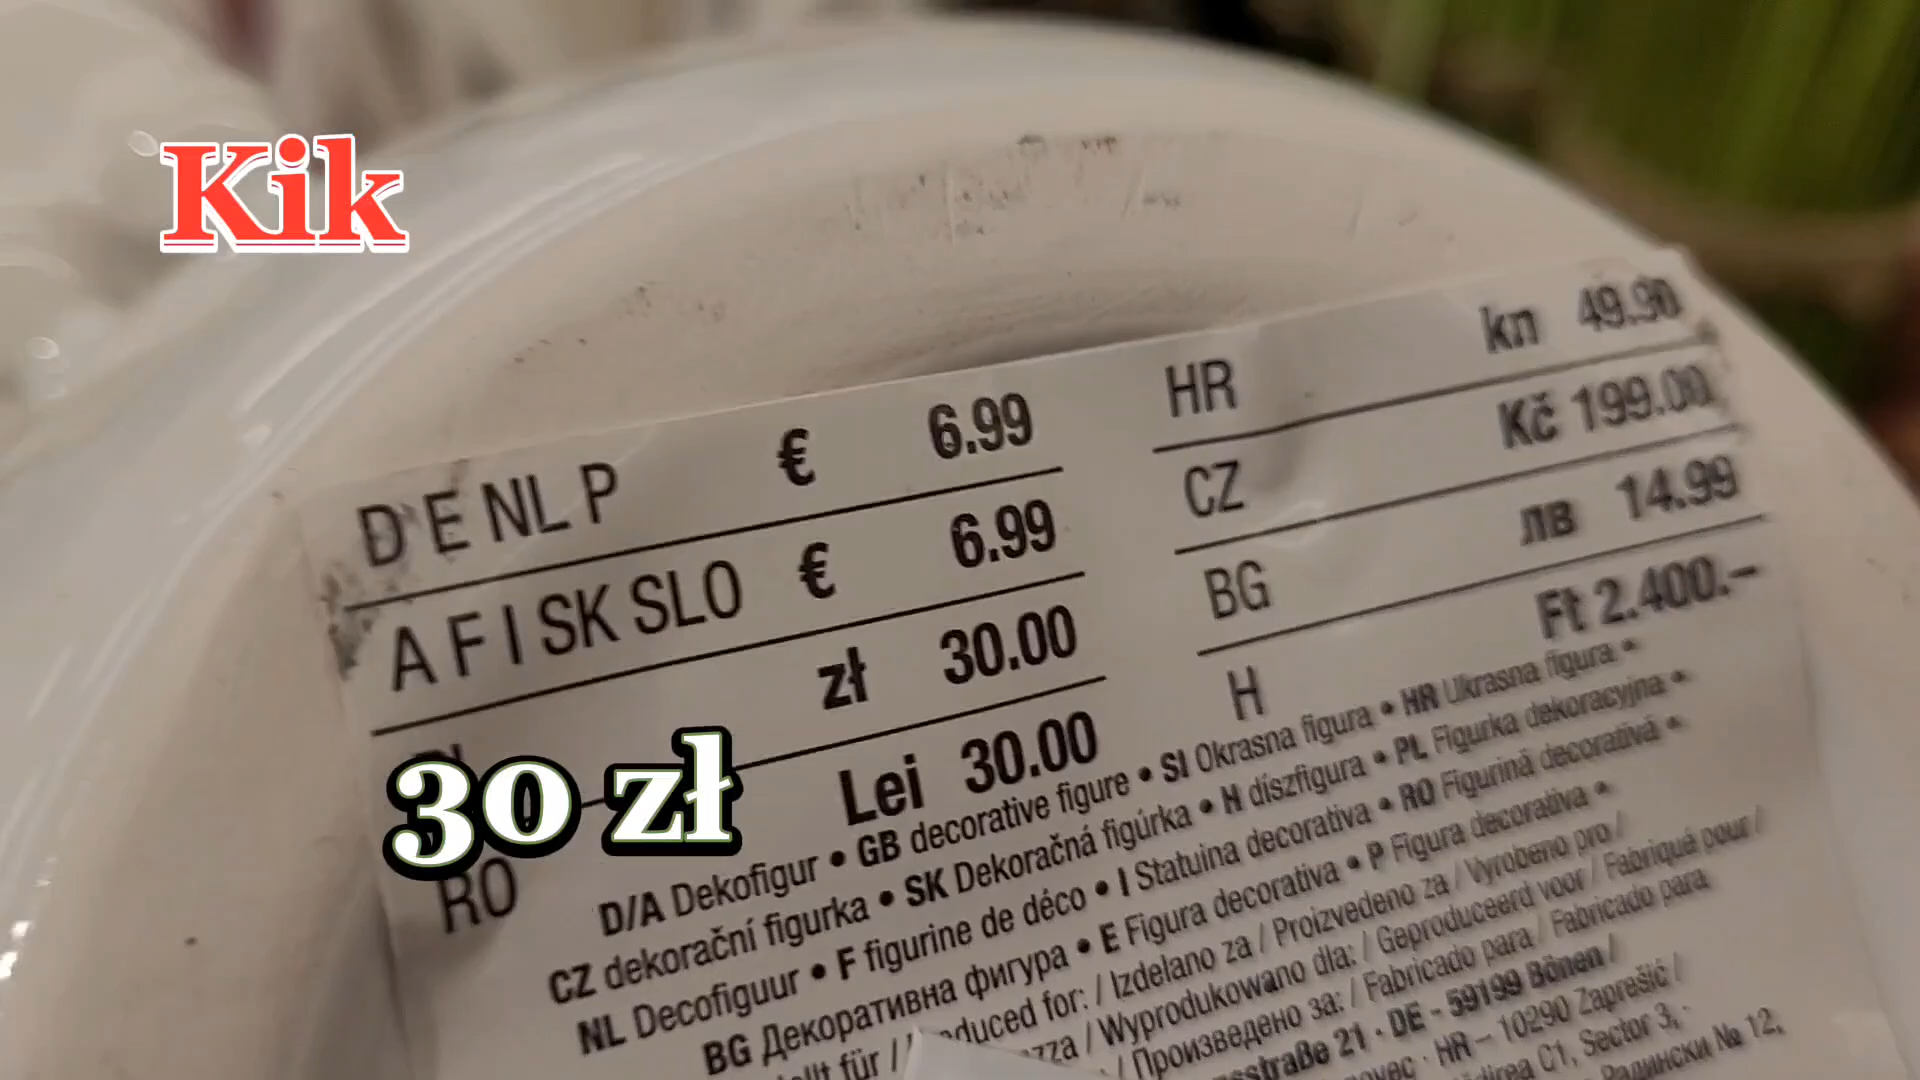 Kik
D E NL P € 6.99
A F I SK SLO € 6.99
zł 30.00
30 zł
RO Lei 30.00
HR kn 49.90
CZ Kč 199.00
BG лв 14.99
H Ft 2.400.-
D/A Dekofigur • GB decorative figure • SI Okrasna figura • HR Ukrasna figura •
CZ dekorační figurka • SK Dekoračná figúrka • H díszfigura • PL Figurka dekoracyjna •
NL Decofiguur • F figurine de déco • I Statuina decorativa • RO Figurină decorativă •
BG Декоративна фигура • E Figura decorativa • P Figura decorativa •
für / for: / Izdelano za / Proizvedeno za / Vyrobeno pro /
/ Wyprodukowano dla: / Geproduceerd voor / Fabriqué pour /
/ Произведено за: / Fabricado para / Fabricado para
21 · DE - 59199 Bönen /
· HR – 10290 Zaprešić /
C1, Sector 3,
№ 12,